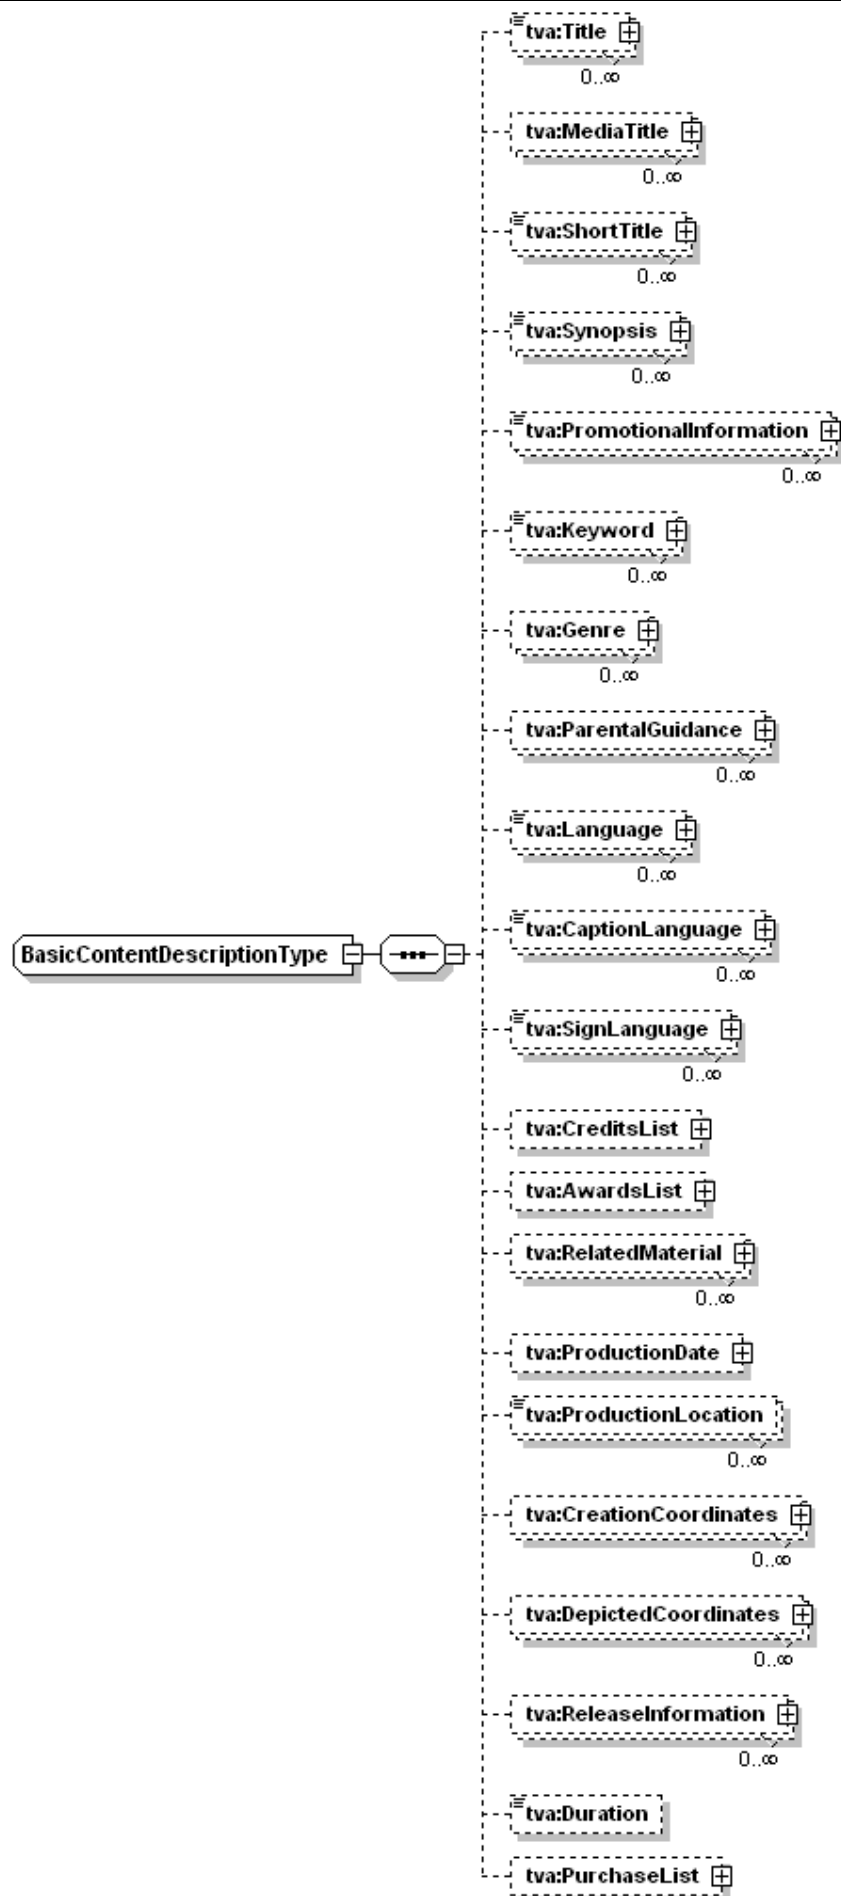 tva:Title
0..∞
tva:MediaTitle
0..∞
tva:ShortTitle
0..∞
tva:Synopsis
0..∞
tva:PromotionalInformation
0..∞
tva:Keyword
0..∞
tva:Genre
0..∞
tva:ParentalGuidance
0..∞
tva:Language
0..∞
tva:CaptionLanguage
0..∞
BasicContentDescriptionType
tva:SignLanguage
0..∞
tva:CreditsList
tva:AwardsList
tva:RelatedMaterial
0..∞
tva:ProductionDate
tva:ProductionLocation
0..∞
tva:CreationCoordinates
0..∞
tva:DepictedCoordinates
0..∞
tva:ReleaseInformation
0..∞
tva:Duration
tva:PurchaseList